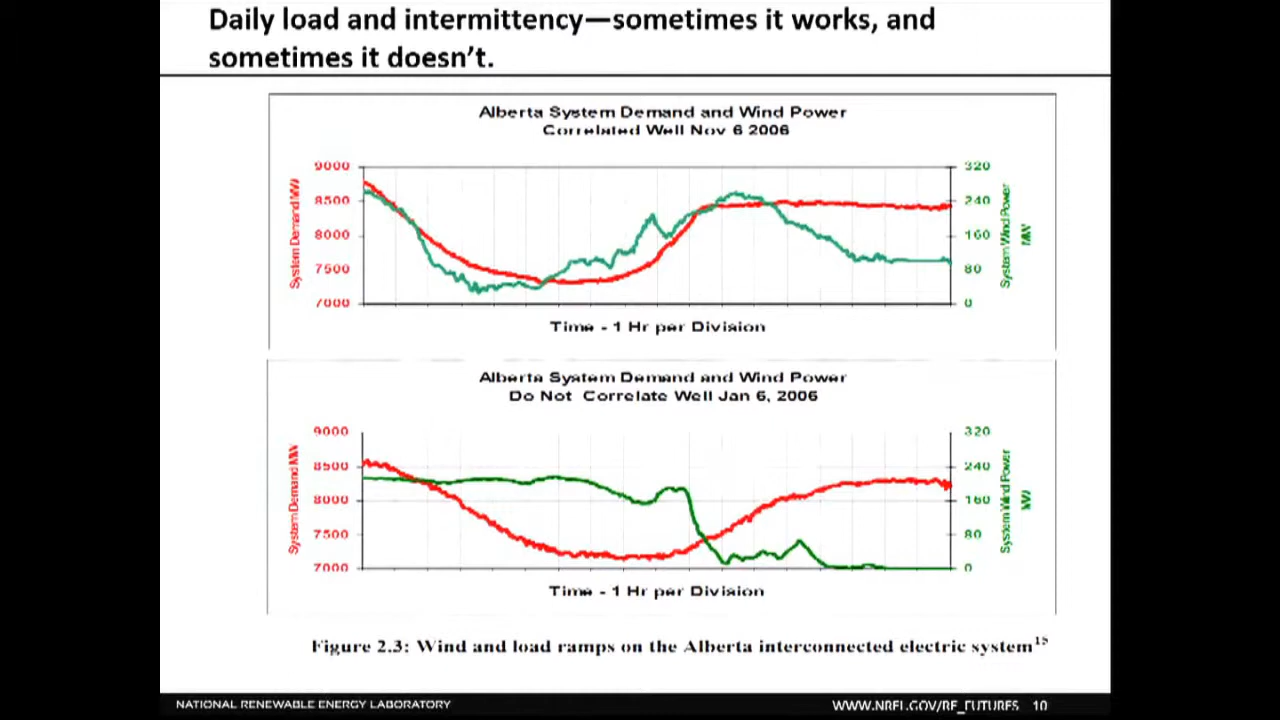 Daily load and intermittency—sometimes it works, and
sometimes it doesn't.
Alberta System Demand and Wind Power
Correlated Well Nov 6 2006
System Demand MW
9000
8500
8000
7500
7000
320
240
160
80
0
System Wind Power
MW
Time - 1 Hr per Division
Alberta System Demand and Wind Power
Do Not Correlate Well Jan 6, 2006
System Demand MW
9000
8500
8000
7500
7000
320
240
160
80
0
System Wind Power
MW
Time - 1 Hr per Division
Figure 2.3: Wind and load ramps on the Alberta interconnected electric system15
NATIONAL RENEWABLE ENERGY LABORATORY
WWW.NREL.GOV/RE_FUTURES 10